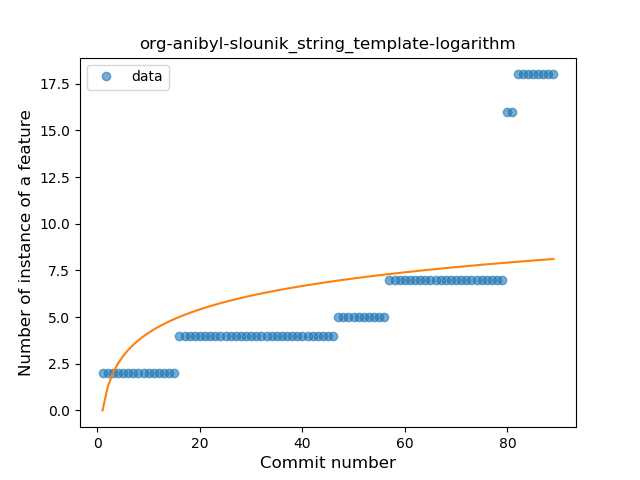 org-anibyl-slounik_string_template-logarithm
data
Number of instance of a feature
17.5
15.0
12.5
10.0
7.5
5.0
2.5
0.0
0 20 40 60 80
Commit number